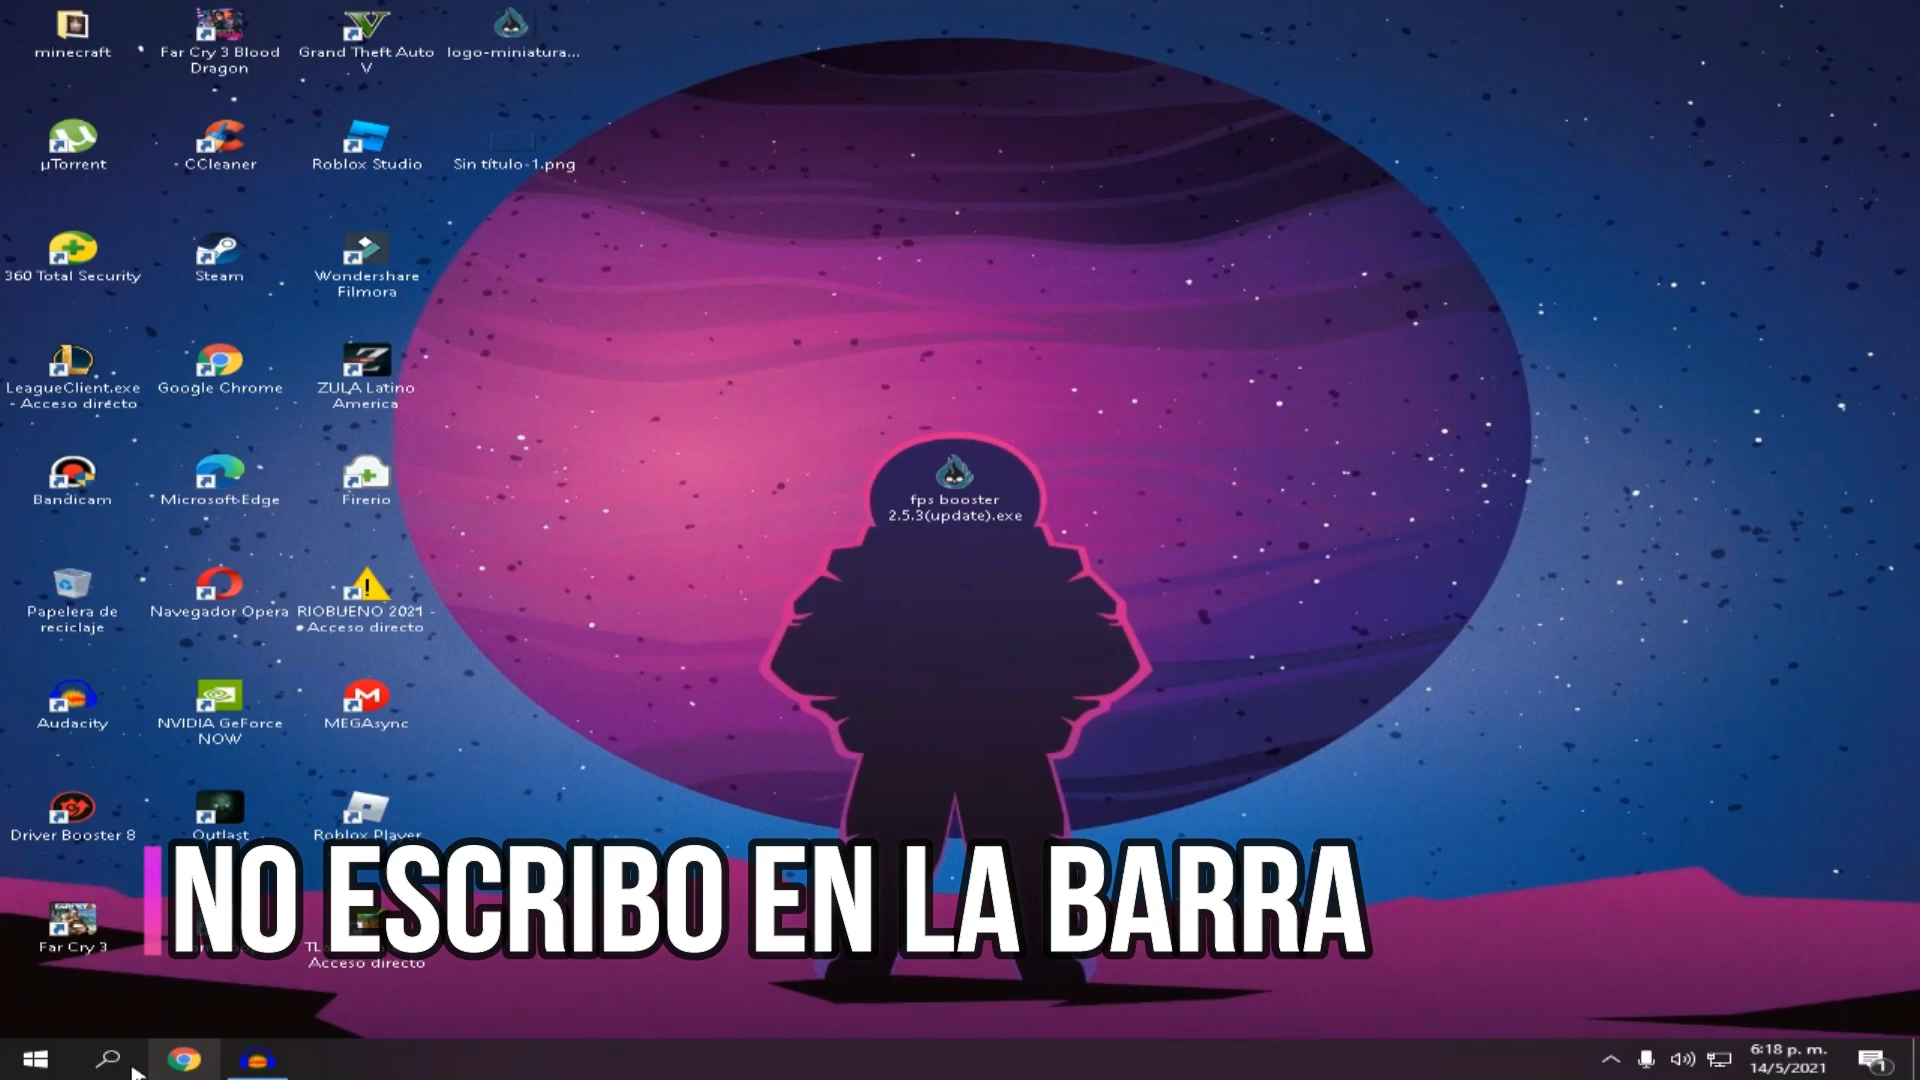 minecraft
Far Cry 3 Blood
Dragon
Grand Theft Auto
V
logo-miniatura...
µTorrent
CCleaner
Roblox Studio
Sin título-1.png
360 Total Security
Steam
Wondershare
Filmora
LeagueClient.exe
- Acceso directo
Google Chrome
ZULA Latino
America
Bandicam
Microsoft Edge
Firerio
fps booster
2.5.3(update).exe
Papelera de
reciclaje
Navegador Opera
RIOBUENO 2021 -
Acceso directo
Audacity
NVIDIA GeForce
NOW
MEGAsync
Driver Booster 8
Outlast
Roblox Player
NO ESCRIBO EN LA BARRA
Far Cry 3
Acceso directo
6:18 p. m.
14/5/2021
1